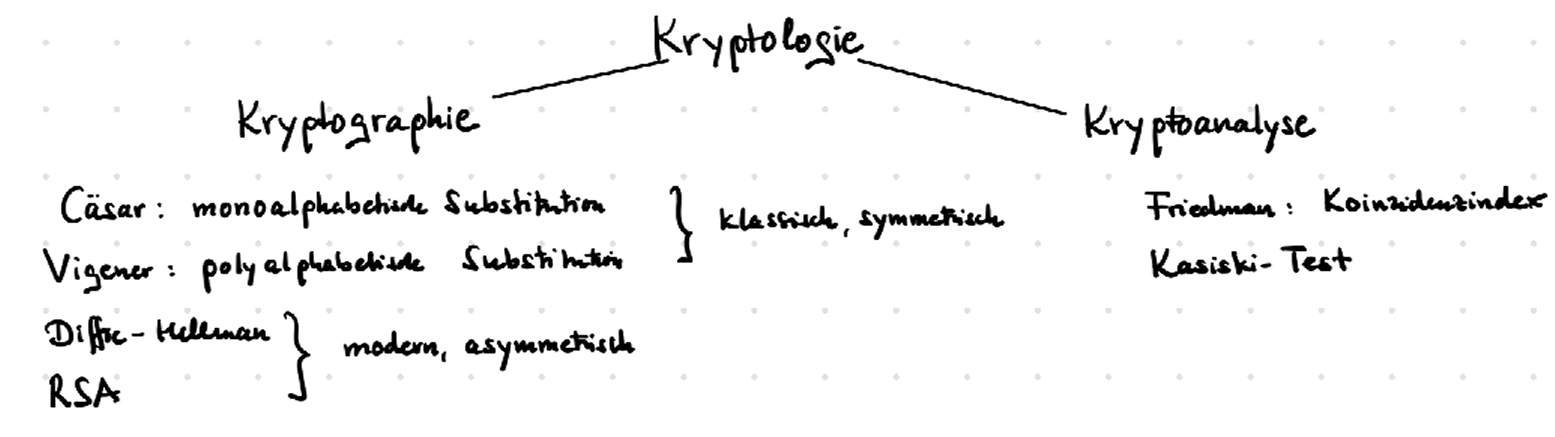 Kryptologie
Kryptographie
Kryptoanalyse
Cäsar: monoalphabetische Substitution
Vigener: polyalphabetische Substitution
klassisch, symmetrisch
Diffie-Hellman
RSA
modern, asymmetrisch
Friedman: Koinzidenzindex
Kasiski-Test